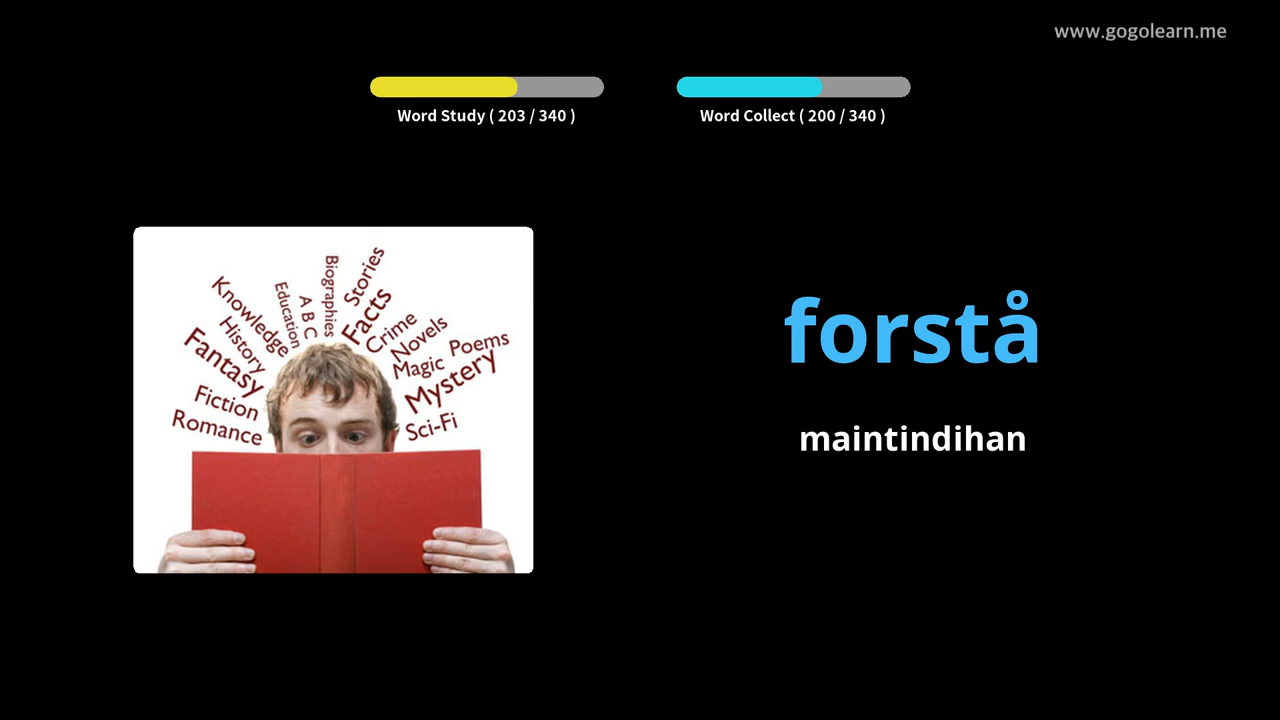 www.gogolearn.me
Word Study ( 203 / 340 )
Word Collect ( 200 / 340 )
Biographies
Stories
Knowledge
Education
A B C
Facts
History
Crime
Novels
Fantasy
Magic
Poems
Mystery
Fiction
Romance
Sci-Fi
forstå
maintindihan